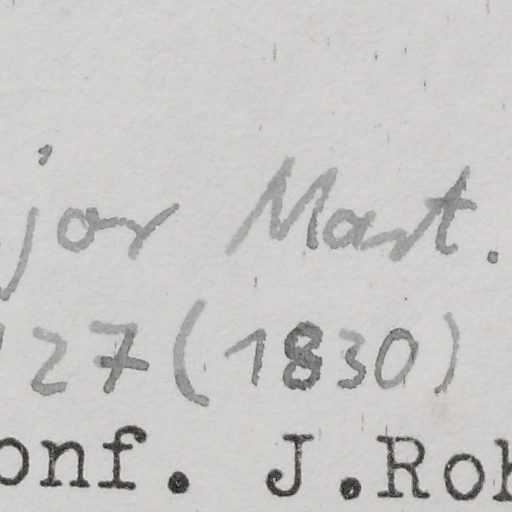 jor Mart.
27 (1830)
onf. J.Rob